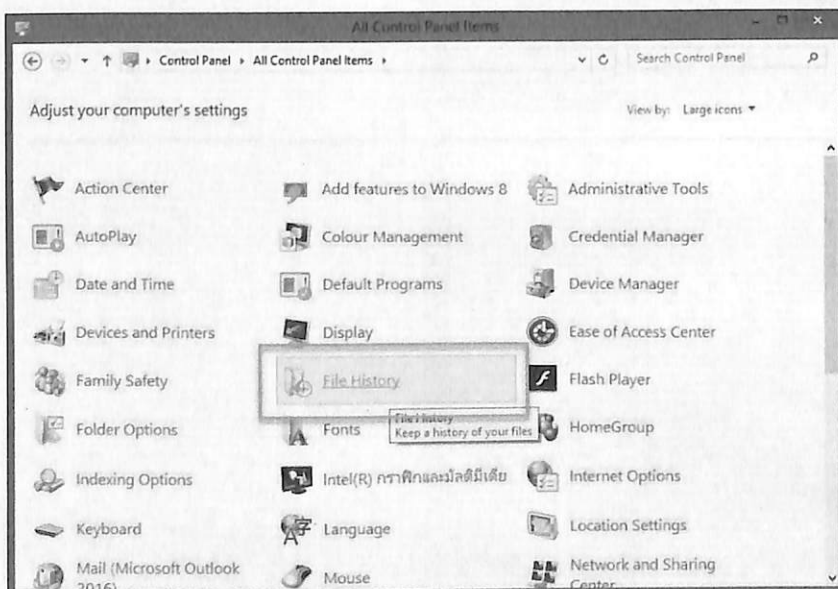 All Control Panel Items
Control Panel All Control Panel Items
Search Control Panel
Adjust your computer's settings
View by: Large icons
Action Center
Add features to Windows 8
Administrative Tools
AutoPlay
Colour Management
Credential Manager
Date and Time
Default Programs
Device Manager
Devices and Printers
Display
Ease of Access Center
Family Safety
File History
Flash Player
File History
Keep a history of your files
Folder Options
Fonts
HomeGroup
Indexing Options
Intel(R) กราฟิกและมัลติมีเดีย
Internet Options
Keyboard
Language
Location Settings
Mail (Microsoft Outlook
2016)
Mouse
Network and Sharing
Center